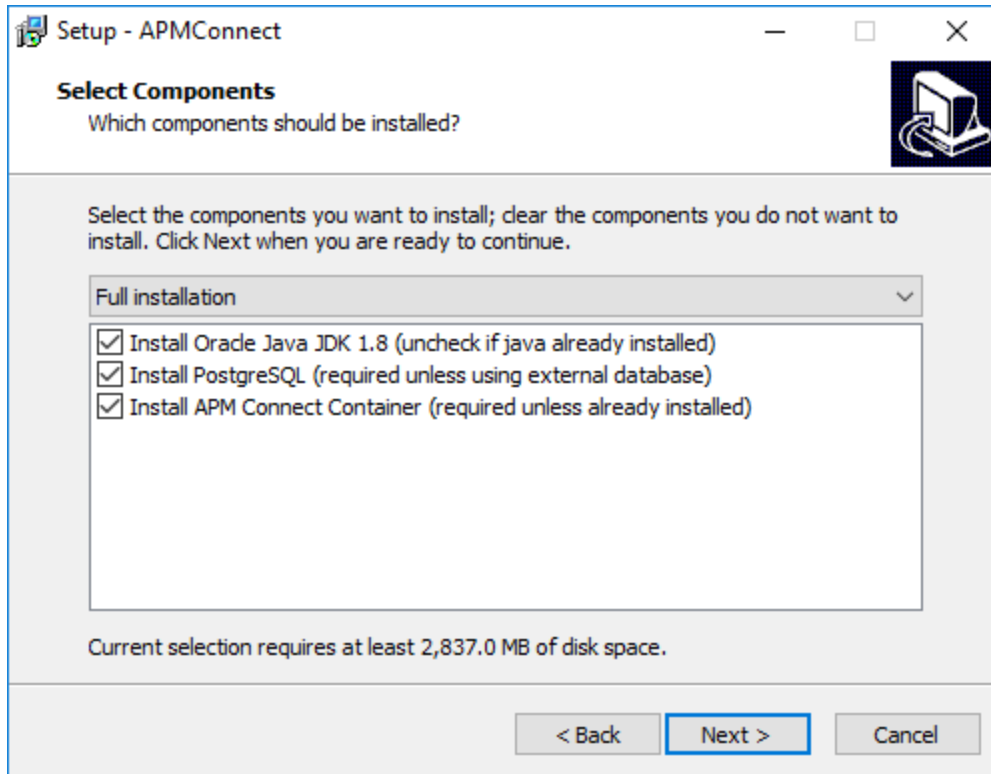 Setup - APMConnect
Select Components
Which components should be installed?
Select the components you want to install; clear the components you do not want to
install. Click Next when you are ready to continue.
Full installation
Install Oracle Java JDK 1.8 (uncheck if java already installed)
Install PostgreSQL (required unless using external database)
Install APM Connect Container (required unless already installed)
Current selection requires at least 2,837.0 MB of disk space.
< Back Next > Cancel